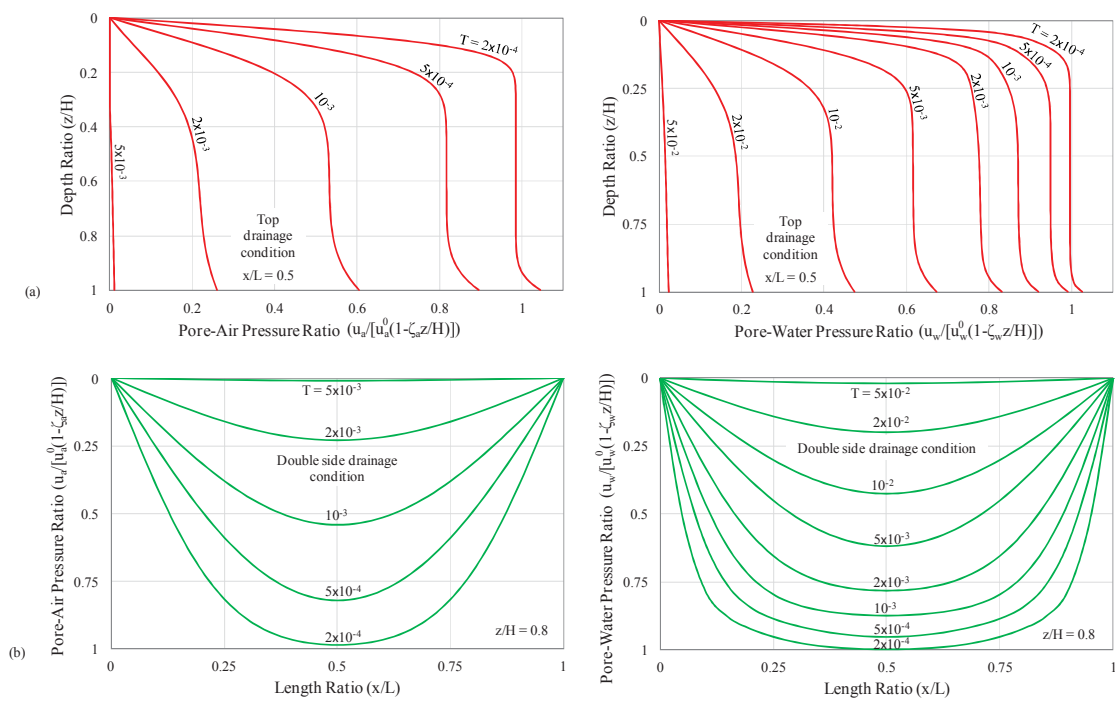 0
0.2
0.4
0.6
0.8
1
Depth Ratio (z/H)
T = 2x10-4
5x10-4
10-3
2x10-3
5x10-3
Top
drainage
condition
x/L = 0.5
0
0.2
0.4
0.6
0.8
1
Pore-Air Pressure Ratio (ua/[u0a(1-ζaz/H)])
(a)
0
0.25
0.5
0.75
1
Depth Ratio (z/H)
T = 2x10-4
5x10-4
10-3
2x10-3
5x10-3
10-2
2x10-2
5x10-2
Top
drainage
condition
x/L = 0.5
0
0.2
0.4
0.6
0.8
1
Pore-Water Pressure Ratio (uw/[u0w(1-ζwz/H)])
0
0.25
0.5
0.75
1
Pore-Air Pressure Ratio (ua/[u0a(1-ζaz/H)])
T = 5x10-3
2x10-3
Double side drainage
condition
10-3
5x10-4
2x10-4
z/H = 0.8
0
0.25
0.5
0.75
1
Length Ratio (x/L)
(b)
0
0.25
0.5
0.75
1
Pore-Water Pressure Ratio (uw/[u0w(1-ζwz/H)])
T = 5x10-2
2x10-2
Double side drainage condition
10-2
5x10-3
2x10-3
10-3
5x10-4
2x10-4
z/H = 0.8
0
0.25
0.5
0.75
1
Length Ratio (x/L)